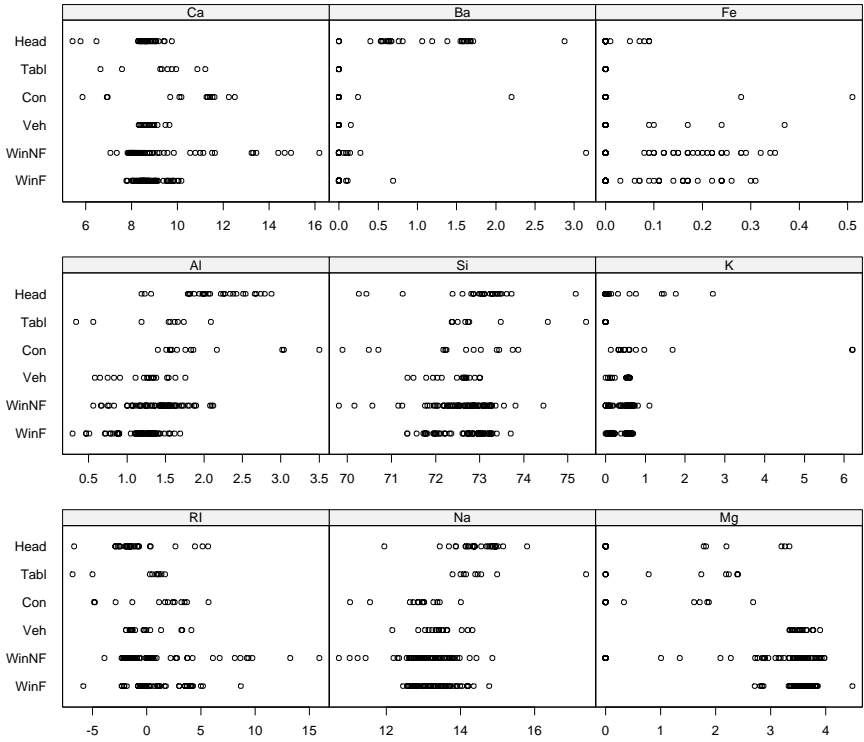 Ca Ba Fe
Head
Tabl
Con
Veh
WinNF
WinF
6 8 10 12 14 16 0.0 0.5 1.0 1.5 2.0 2.5 3.0 0.0 0.1 0.2 0.3 0.4 0.5
Al Si K
Head
Tabl
Con
Veh
WinNF
WinF
0.5 1.0 1.5 2.0 2.5 3.0 3.5 70 71 72 73 74 75 0 1 2 3 4 5 6
RI Na Mg
Head
Tabl
Con
Veh
WinNF
WinF
-5 0 5 10 15 12 14 16 0 1 2 3 4